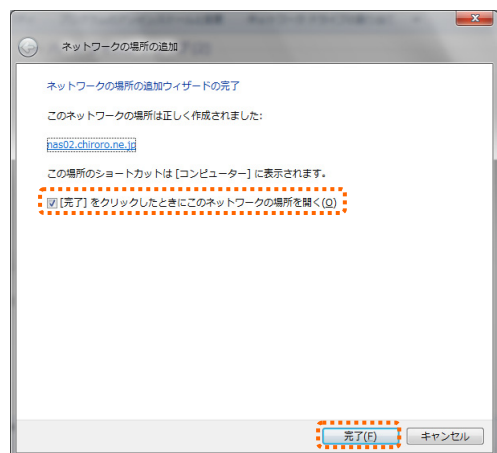 ネットワークの場所の追加
ネットワークの場所の追加ウィザードの完了
このネットワークの場所は正しく作成されました:
nas02.chiroro.ne.jp
この場所のショートカットは [コンピューター] に表示されます。
[完了] をクリックしたときにこのネットワークの場所を開く(O)
完了(F)
キャンセル